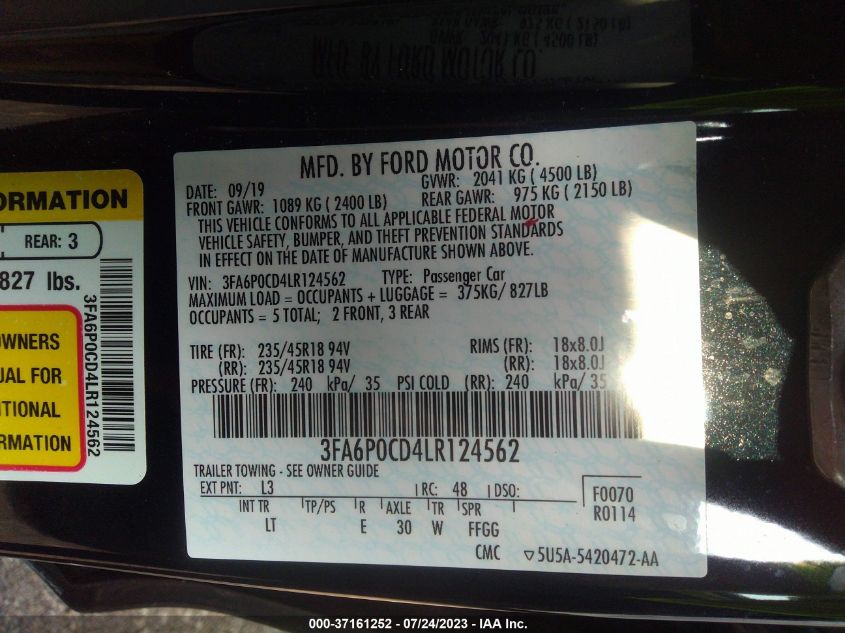 MFD. BY FORD MOTOR CO.
DATE: 09/19 GVWR: 2041 KG ( 4500 LB)
FRONT GAWR: 1089 KG ( 2400 LB) REAR GAWR: 975 KG ( 2150 LB)
THIS VEHICLE CONFORMS TO ALL APPLICABLE FEDERAL MOTOR
VEHICLE SAFETY, BUMPER, AND THEFT PREVENTION STANDARDS
IN EFFECT ON THE DATE OF MANUFACTURE SHOWN ABOVE.
VIN: 3FA6P0CD4LR124562 TYPE: Passenger Car
MAXIMUM LOAD = OCCUPANTS + LUGGAGE = 375KG/ 827LB
OCCUPANTS = 5 TOTAL; 2 FRONT, 3 REAR
TIRE (FR): 235/45R18 94V RIMS (FR): 18x8.0J
(RR): 235/45R18 94V (RR): 18x8.0J
PRESSURE (FR): 240 kPa/ 35 PSI COLD (RR): 240 kPa/ 35
3FA6P0CD4LR124562
TRAILER TOWING - SEE OWNER GUIDE
EXT PNT: L3 RC: 48 DSO:
F0070
R0114
INT TR TP/PS R AXLE TR SPR
LT E 30 W FFGG
CMC ▽5U5A-5420472-AA
ORMATION
REAR: 3
827 lbs.
3FA6P0CD4LR124562
OWNERS
UAL FOR
ITIONAL
RMATION
000-37161252 - 07/24/2023 - IAA Inc.